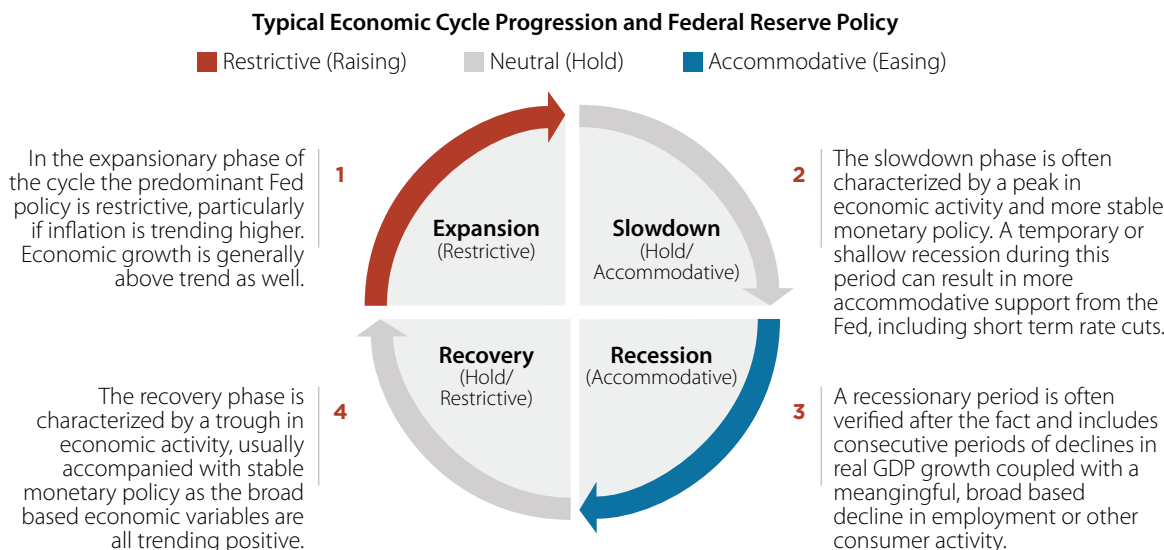 Typical Economic Cycle Progression and Federal Reserve Policy
Restrictive (Raising)
Neutral (Hold)
Accommodative (Easing)
1
In the expansionary phase of
the cycle the predominant Fed
policy is restrictive, particularly
if inflation is trending higher.
Economic growth is generally
above trend as well.
Expansion
(Restrictive)
Slowdown
(Hold/
Accommodative)
2
The slowdown phase is often
characterized by a peak in
economic activity and more stable
monetary policy. A temporary or
shallow recession during this
period can result in more
accommodative support from the
Fed, including short term rate cuts.
Recovery
(Hold/
Restrictive)
Recession
(Accommodative)
4
The recovery phase is
characterized by a trough in
economic activity, usually
accompanied with stable
monetary policy as the broad
based economic variables are
all trending positive.
3
A recessionary period is often
verified after the fact and includes
consecutive periods of declines in
real GDP growth coupled with a
meangingful, broad based
decline in employment or other
consumer activity.